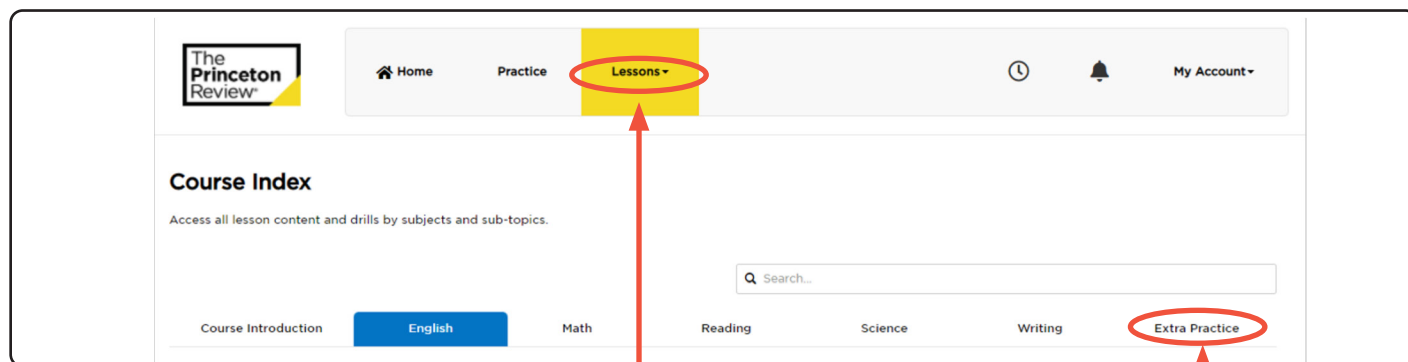 The
Princeton
Review®
Home Practice Lessons My Account
Course Index
Access all lesson content and drills by subjects and sub-topics.
Search...
Course Introduction English Math Reading Science Writing Extra Practice